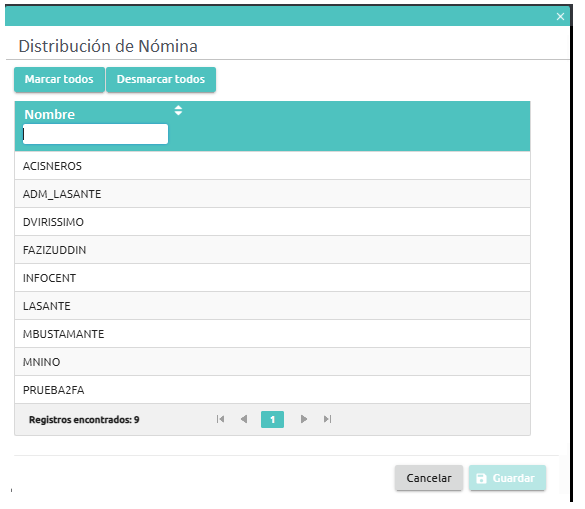 Distribución de Nómina
Marcar todos Desmarcar todos
Nombre
ACISNEROS
ADM_LASANTE
DVIRISSIMO
FAZIZUDDIN
INFOCENT
LASANTE
MBUSTAMANTE
MNINO
PRUEBA2FA
Registros encontrados: 9 1
Cancelar Guardar